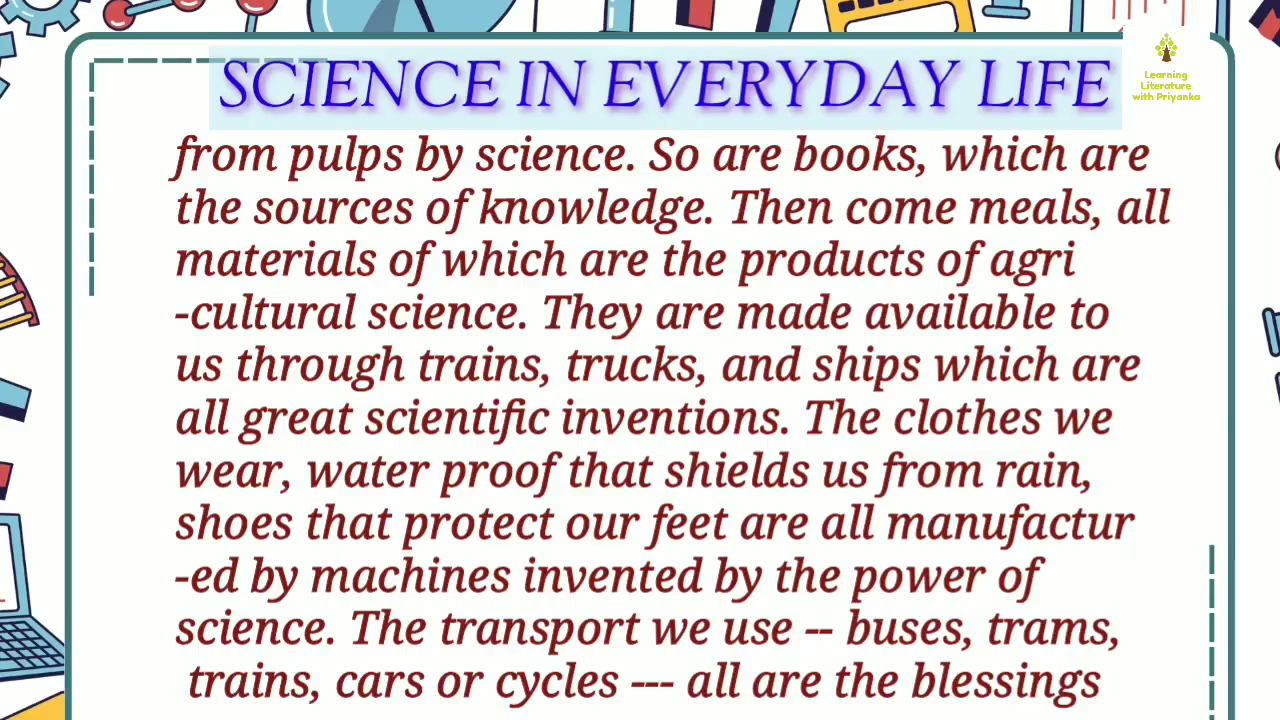 SCIENCE IN EVERYDAY LIFE
Learning
Literature
with Priyanka
from pulps by science. So are books, which are
the sources of knowledge. Then come meals, all
materials of which are the products of agri
-cultural science. They are made available to
us through trains, trucks, and ships which are
all great scientific inventions. The clothes we
wear, water proof that shields us from rain,
shoes that protect our feet are all manufactur
-ed by machines invented by the power of
science. The transport we use -- buses, trams,
trains, cars or cycles --- all are the blessings